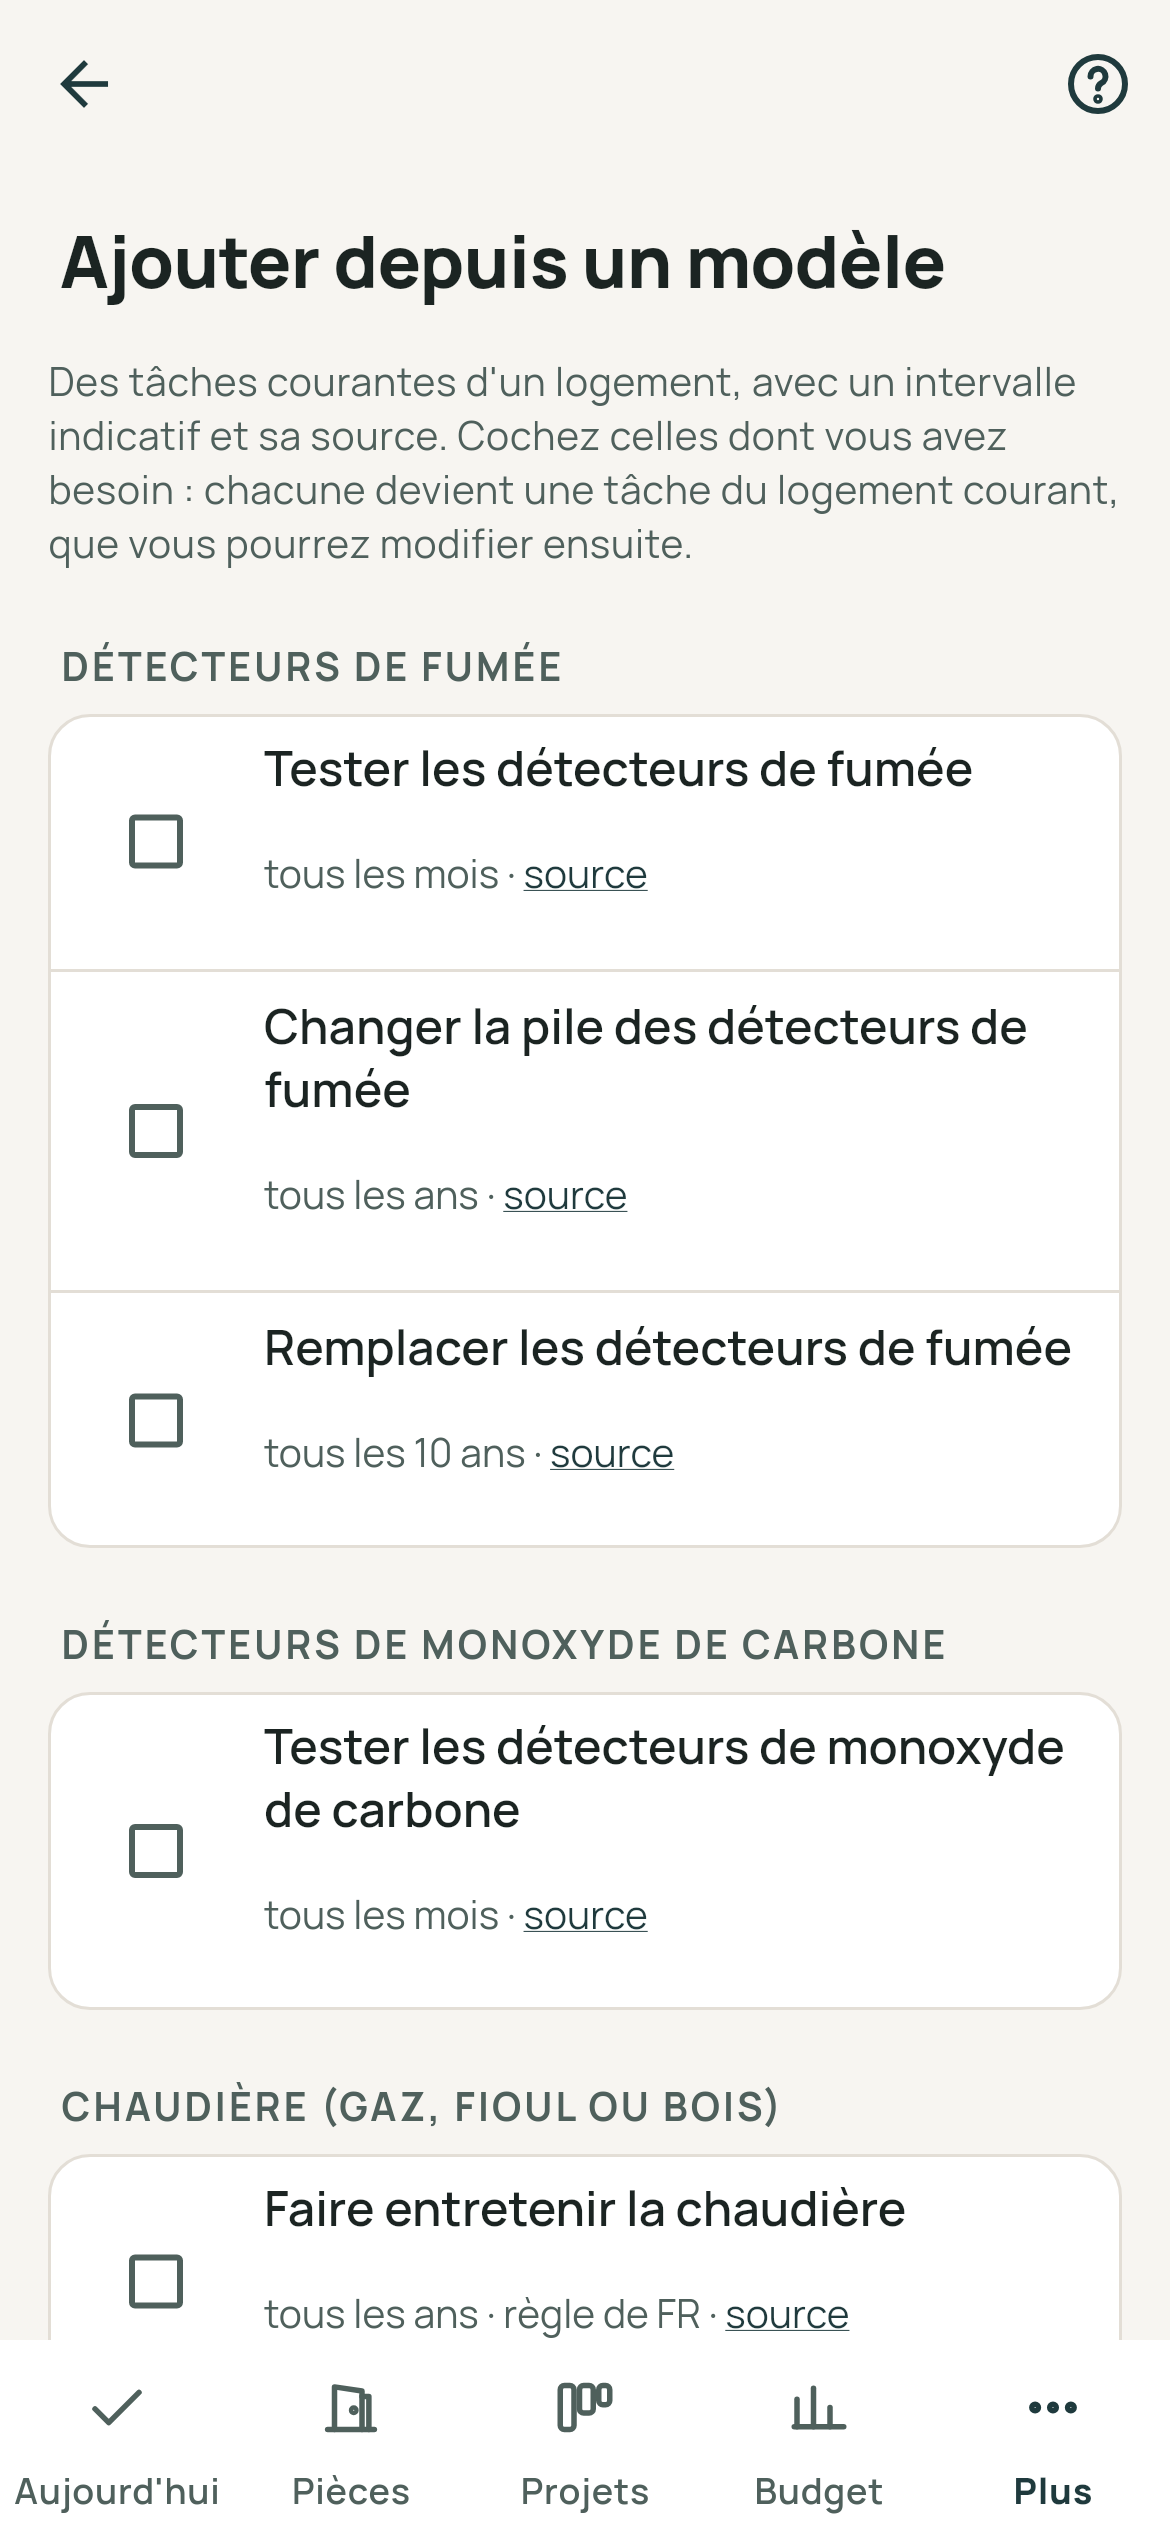 Ajouter depuis un modèle
Des tâches courantes d'un logement, avec un intervalle
indicatif et sa source. Cochez celles dont vous avez
besoin : chacune devient une tâche du logement courant,
que vous pourrez modifier ensuite.
DÉTECTEURS DE FUMÉE
Tester les détecteurs de fumée
tous les mois · source
Changer la pile des détecteurs de
fumée
tous les ans · source
Remplacer les détecteurs de fumée
tous les 10 ans · source
DÉTECTEURS DE MONOXYDE DE CARBONE
Tester les détecteurs de monoxyde
de carbone
tous les mois · source
CHAUDIÈRE (GAZ, FIOUL OU BOIS)
Faire entretenir la chaudière
tous les ans · règle de FR · source
Aujourd'hui
Pièces
Projets
Budget
Plus